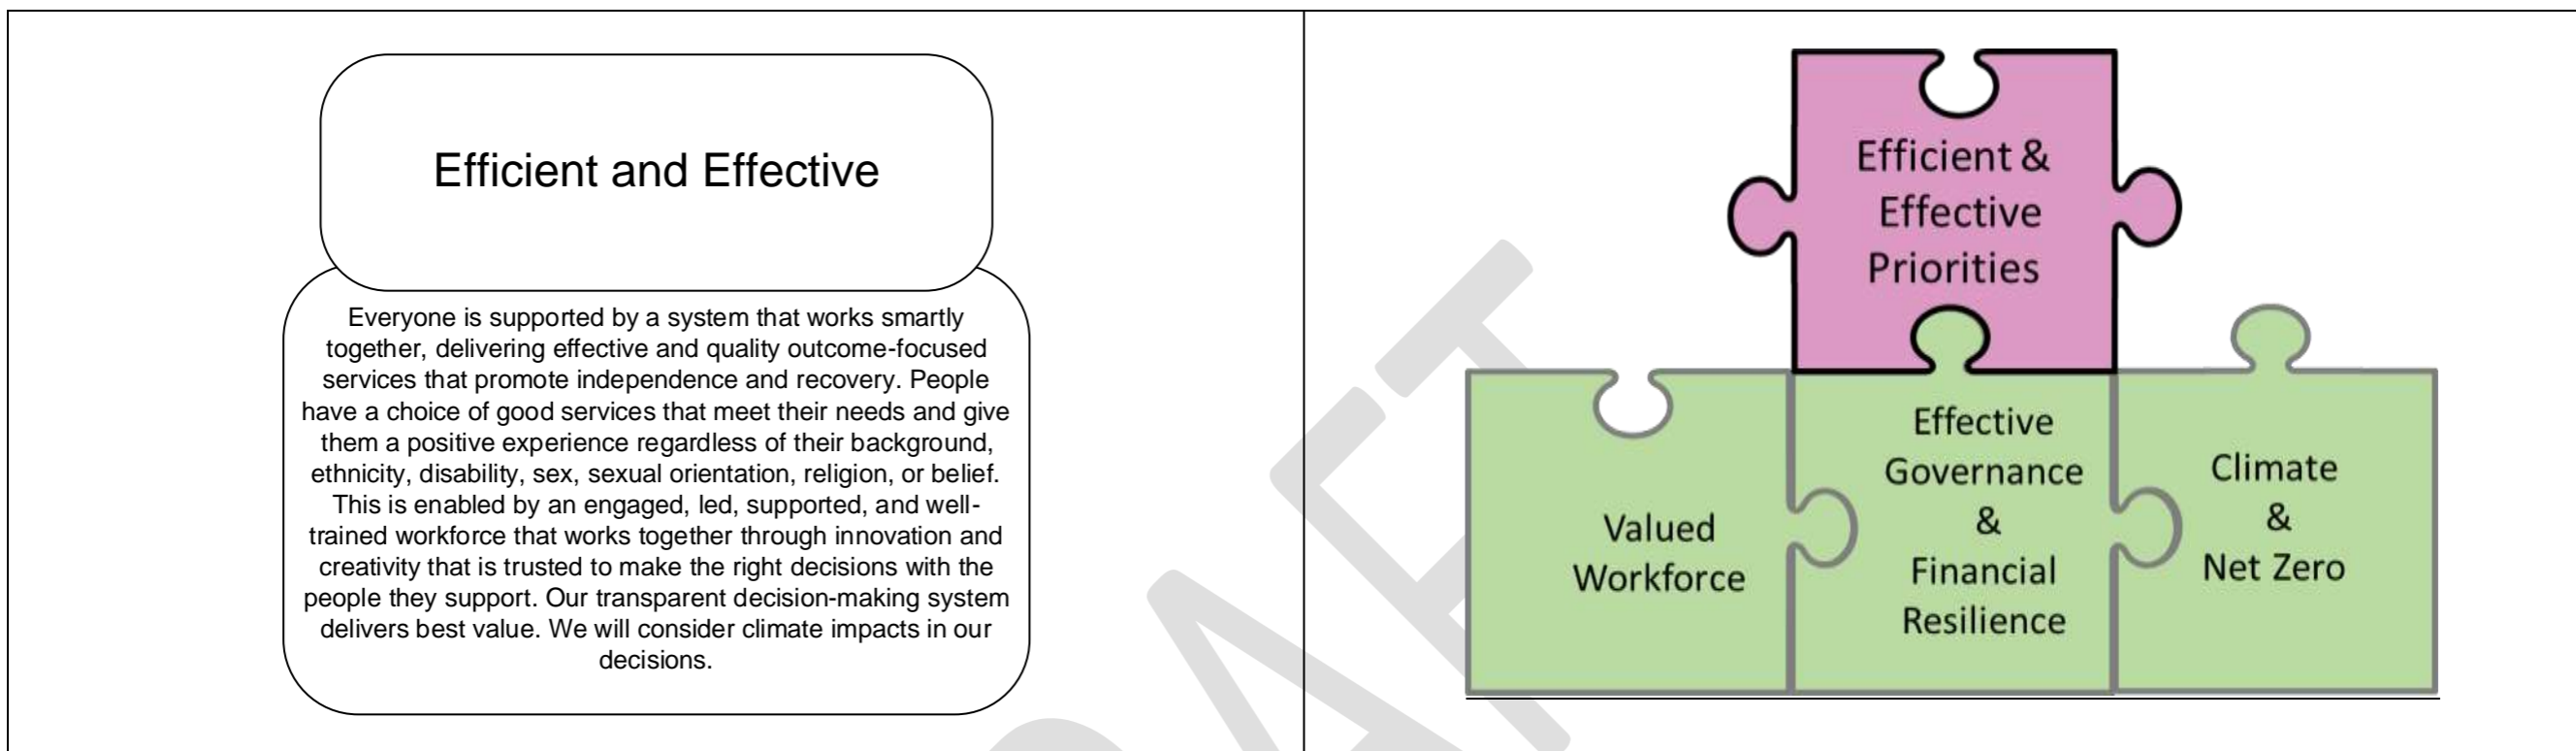 Efficient and Effective
Everyone is supported by a system that works smartly
together, delivering effective and quality outcome-focused
services that promote independence and recovery. People
have a choice of good services that meet their needs and give
them a positive experience regardless of their background,
ethnicity, disability, sex, sexual orientation, religion, or belief.
This is enabled by an engaged, led, supported, and well-
trained workforce that works together through innovation and
creativity that is trusted to make the right decisions with the
people they support. Our transparent decision-making system
delivers best value. We will consider climate impacts in our
decisions.
Efficient &
Effective
Priorities
Valued
Workforce
Effective
Governance
&
Financial
Resilience
Climate
&
Net Zero